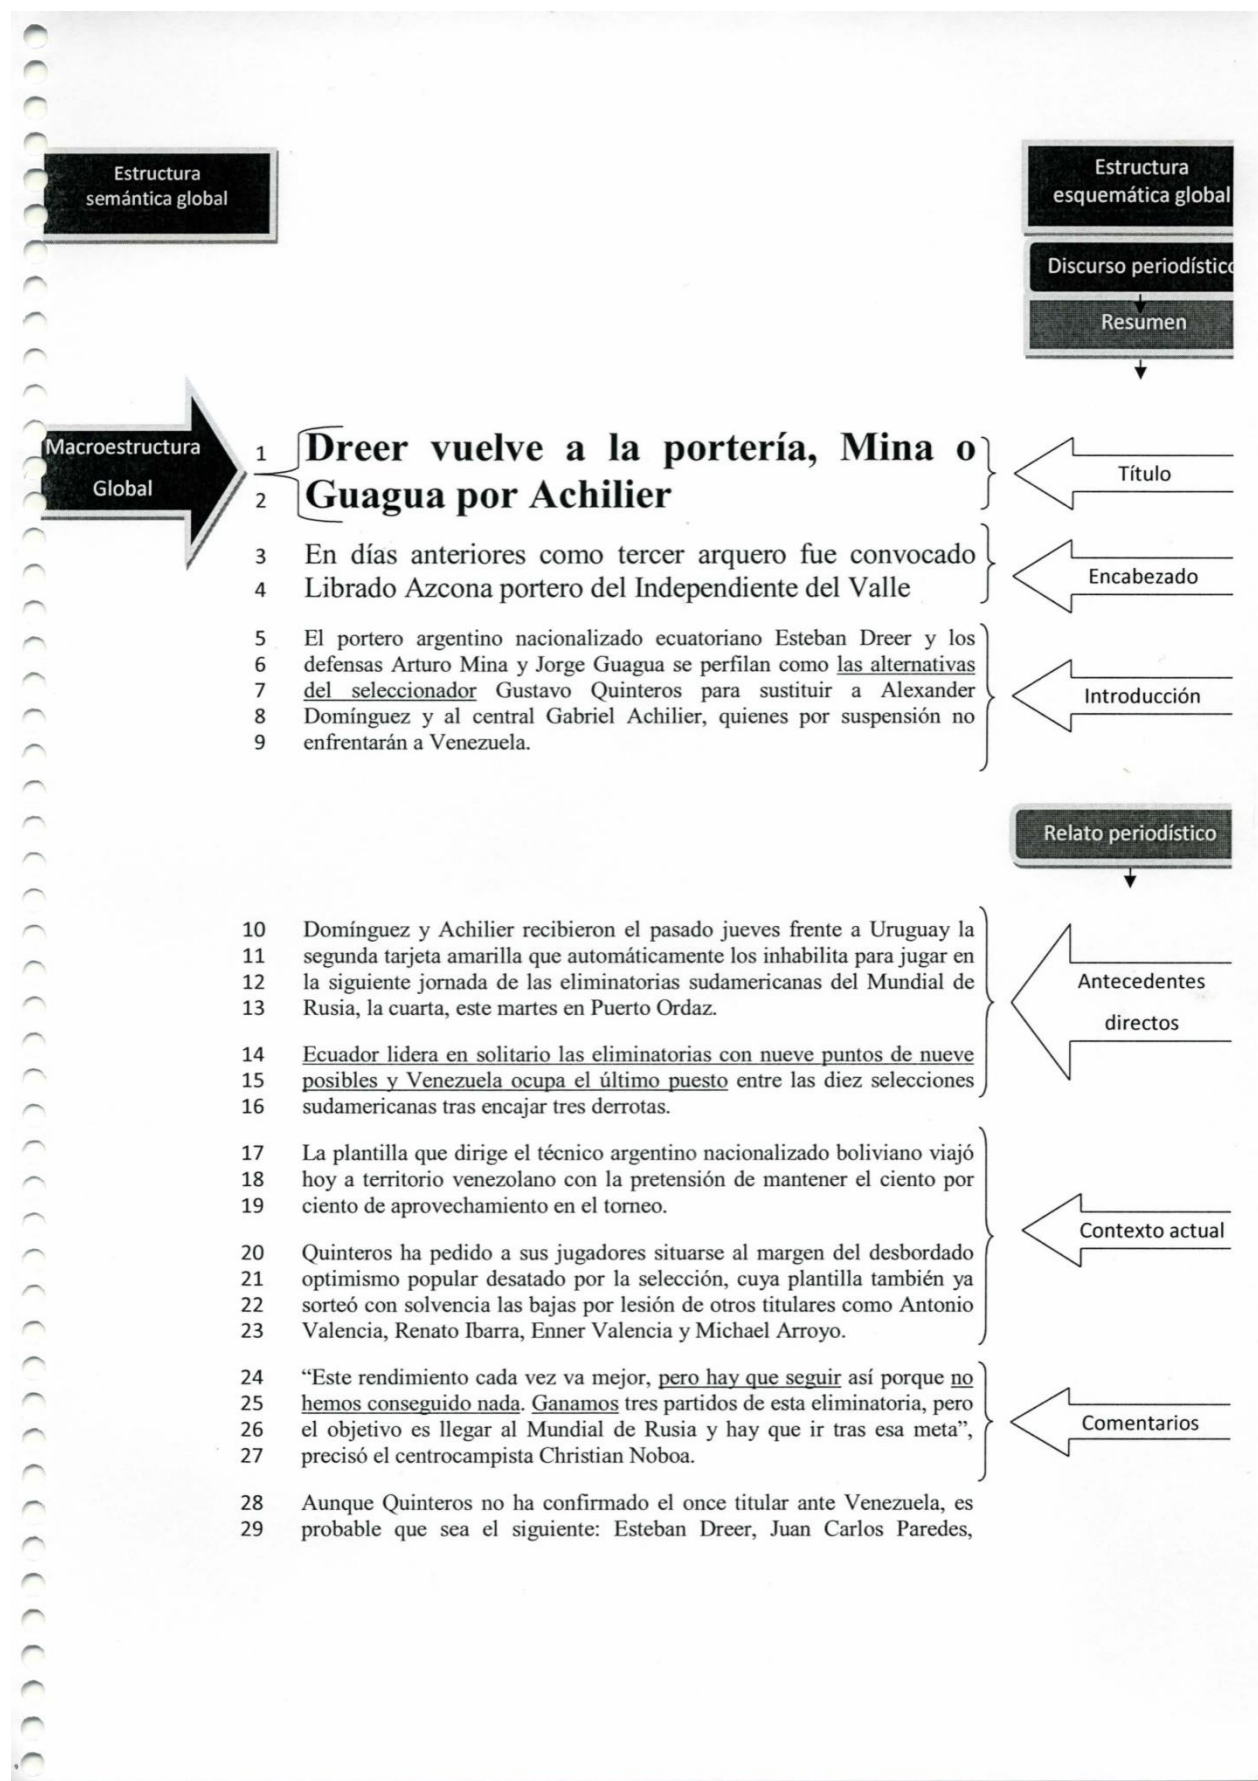 Estructura
semántica global
Estructura
esquemática global
Discurso periodístico
Resumen
Macroestructura
Global
1 Dreer vuelve a la portería, Mina o
2 Guagua por Achilier
Título
3 En días anteriores como tercer arquero fue convocado
4 Librado Azcona portero del Independiente del Valle
Encabezado
5 El portero argentino nacionalizado ecuatoriano Esteban Dreer y los
6 defensas Arturo Mina y Jorge Guagua se perfilan como las alternativas
7 del seleccionador Gustavo Quinteros para sustituir a Alexander
8 Domínguez y al central Gabriel Achilier, quienes por suspensión no
9 enfrentarán a Venezuela.
Introducción
Relato periodístico
10 Domínguez y Achilier recibieron el pasado jueves frente a Uruguay la
11 segunda tarjeta amarilla que automáticamente los inhabilita para jugar en
12 la siguiente jornada de las eliminatorias sudamericanas del Mundial de
13 Rusia, la cuarta, este martes en Puerto Ordaz.
14 Ecuador lidera en solitario las eliminatorias con nueve puntos de nueve
15 posibles y Venezuela ocupa el último puesto entre las diez selecciones
16 sudamericanas tras encajar tres derrotas.
Antecedentes
directos
17 La plantilla que dirige el técnico argentino nacionalizado boliviano viajó
18 hoy a territorio venezolano con la pretensión de mantener el ciento por
19 ciento de aprovechamiento en el torneo.
20 Quinteros ha pedido a sus jugadores situarse al margen del desbordado
21 optimismo popular desatado por la selección, cuya plantilla también ya
22 sorteó con solvencia las bajas por lesión de otros titulares como Antonio
23 Valencia, Renato Ibarra, Enner Valencia y Michael Arroyo.
Contexto actual
24 “Este rendimiento cada vez va mejor, pero hay que seguir así porque no
25 hemos conseguido nada. Ganamos tres partidos de esta eliminatoria, pero
26 el objetivo es llegar al Mundial de Rusia y hay que ir tras esa meta”,
27 precisó el centrocampista Christian Noboa.
Comentarios
28 Aunque Quinteros no ha confirmado el once titular ante Venezuela, es
29 probable que sea el siguiente: Esteban Dreer, Juan Carlos Paredes,